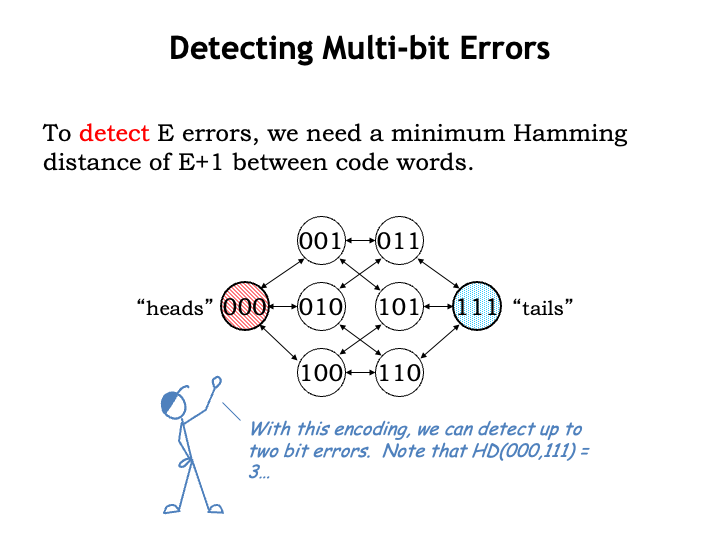 Detecting Multi-bit Errors
To detect E errors, we need a minimum Hamming
distance of E+1 between code words.
001 011
“heads” 000 010 101 111 “tails”
100 110
With this encoding, we can detect up to
two bit errors. Note that HD(000,111) =
3…